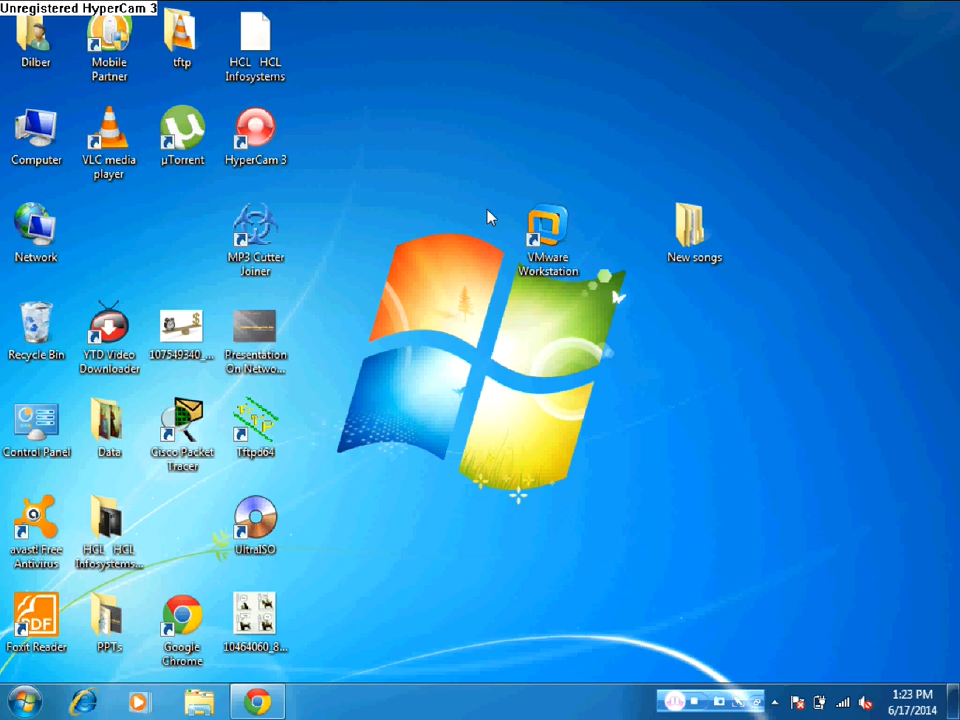 Unregistered HyperCam 3
Dilber
Mobile
Partner
tftp
HCL HCL
Infosystems
Computer
VLC media
player
µTorrent
HyperCam 3
Network
MP3 Cutter
Joiner
VMware
Workstation
New songs
Recycle Bin
YTD Video
Downloader
107549340_...
Presentation
On Netwo...
Control Panel
Data
Cisco Packet
Tracer
Tftpd64
avast! Free
Antivirus
HCL HCL
Infosystems...
UltraISO
PDF
Foxit Reader
PPTs
Google
Chrome
10464060_8...
1:23 PM
6/17/2014